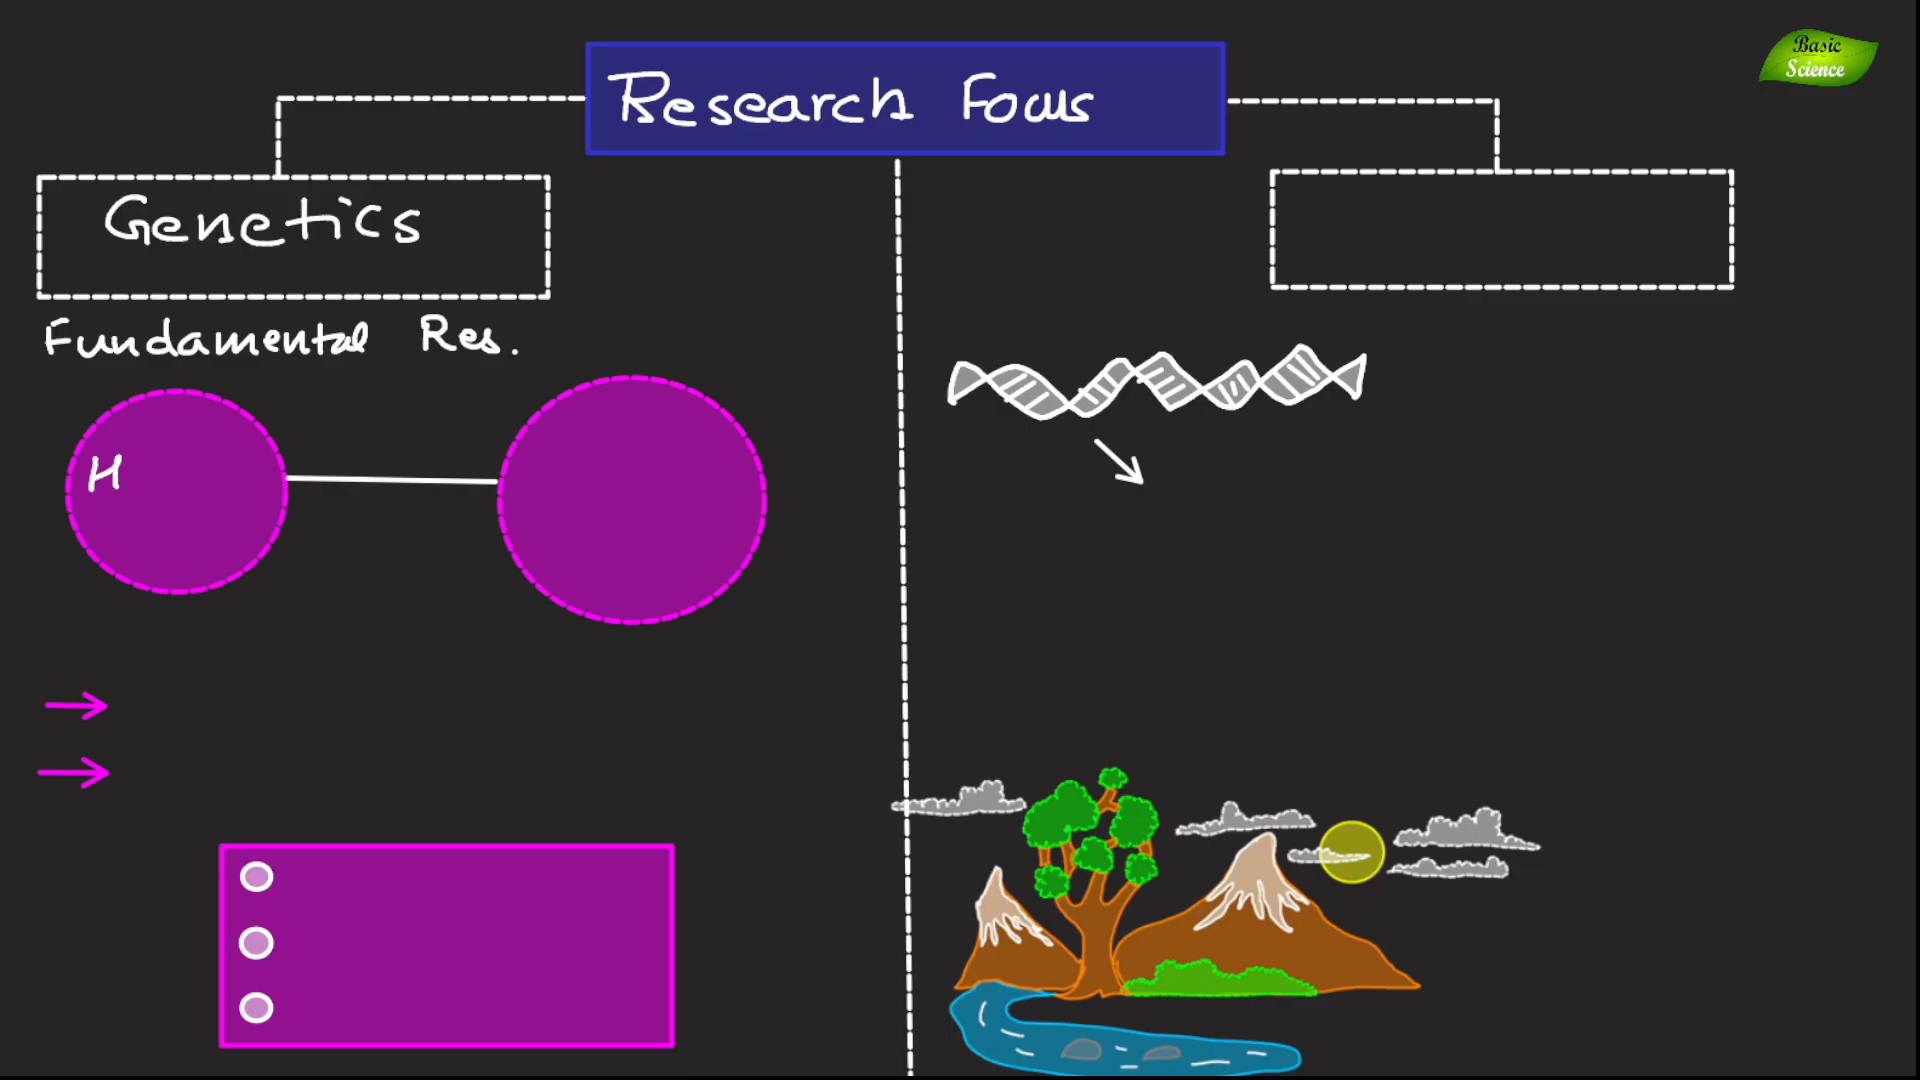 Basic
Science
Research Focus
Genetics
Fundamental Res.
H